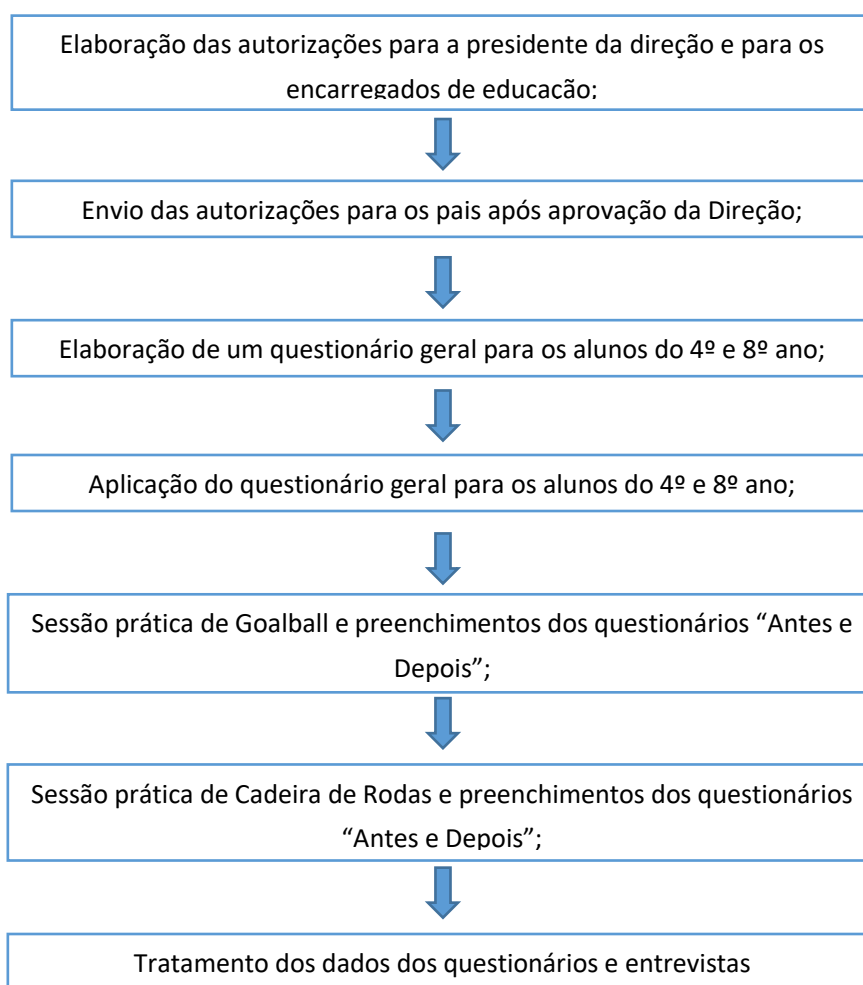 Elaboração das autorizações para a presidente da direção e para os
encarregados de educação;
Envio das autorizações para os pais após aprovação da Direção;
Elaboração de um questionário geral para os alunos do 4º e 8º ano;
Aplicação do questionário geral para os alunos do 4º e 8º ano;
Sessão prática de Goalball e preenchimentos dos questionários “Antes e
Depois”;
Sessão prática de Cadeira de Rodas e preenchimentos dos questionários
“Antes e Depois”;
Tratamento dos dados dos questionários e entrevistas